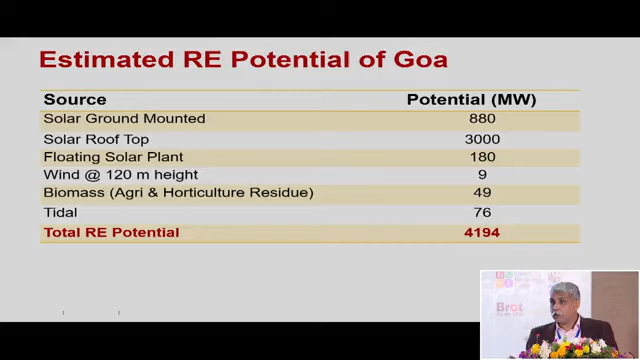 Estimated RE Potential of Goa
Source Potential (MW)
Solar Ground Mounted 880
Solar Roof Top 3000
Floating Solar Plant 180
Wind @ 120 m height 9
Biomass (Agri & Horticulture Residue) 49
Tidal 76
Total RE Potential 4194
Brot